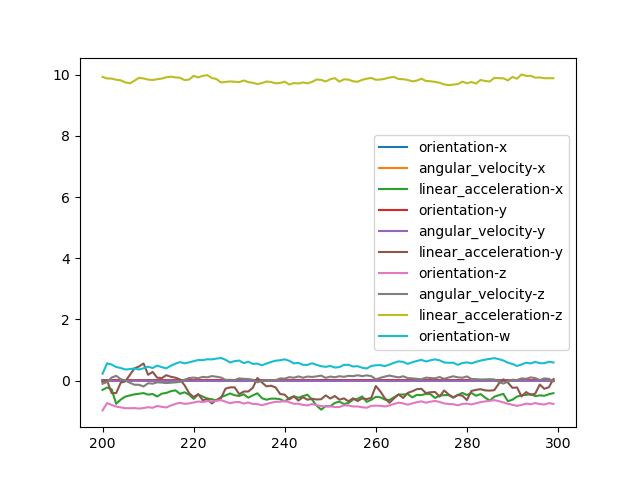 10
8
6
4
2
0
200
220
240
260
280
300
orientation-x
angular_velocity-x
linear_acceleration-x
orientation-y
angular_velocity-y
linear_acceleration-y
orientation-z
angular_velocity-z
linear_acceleration-z
orientation-w